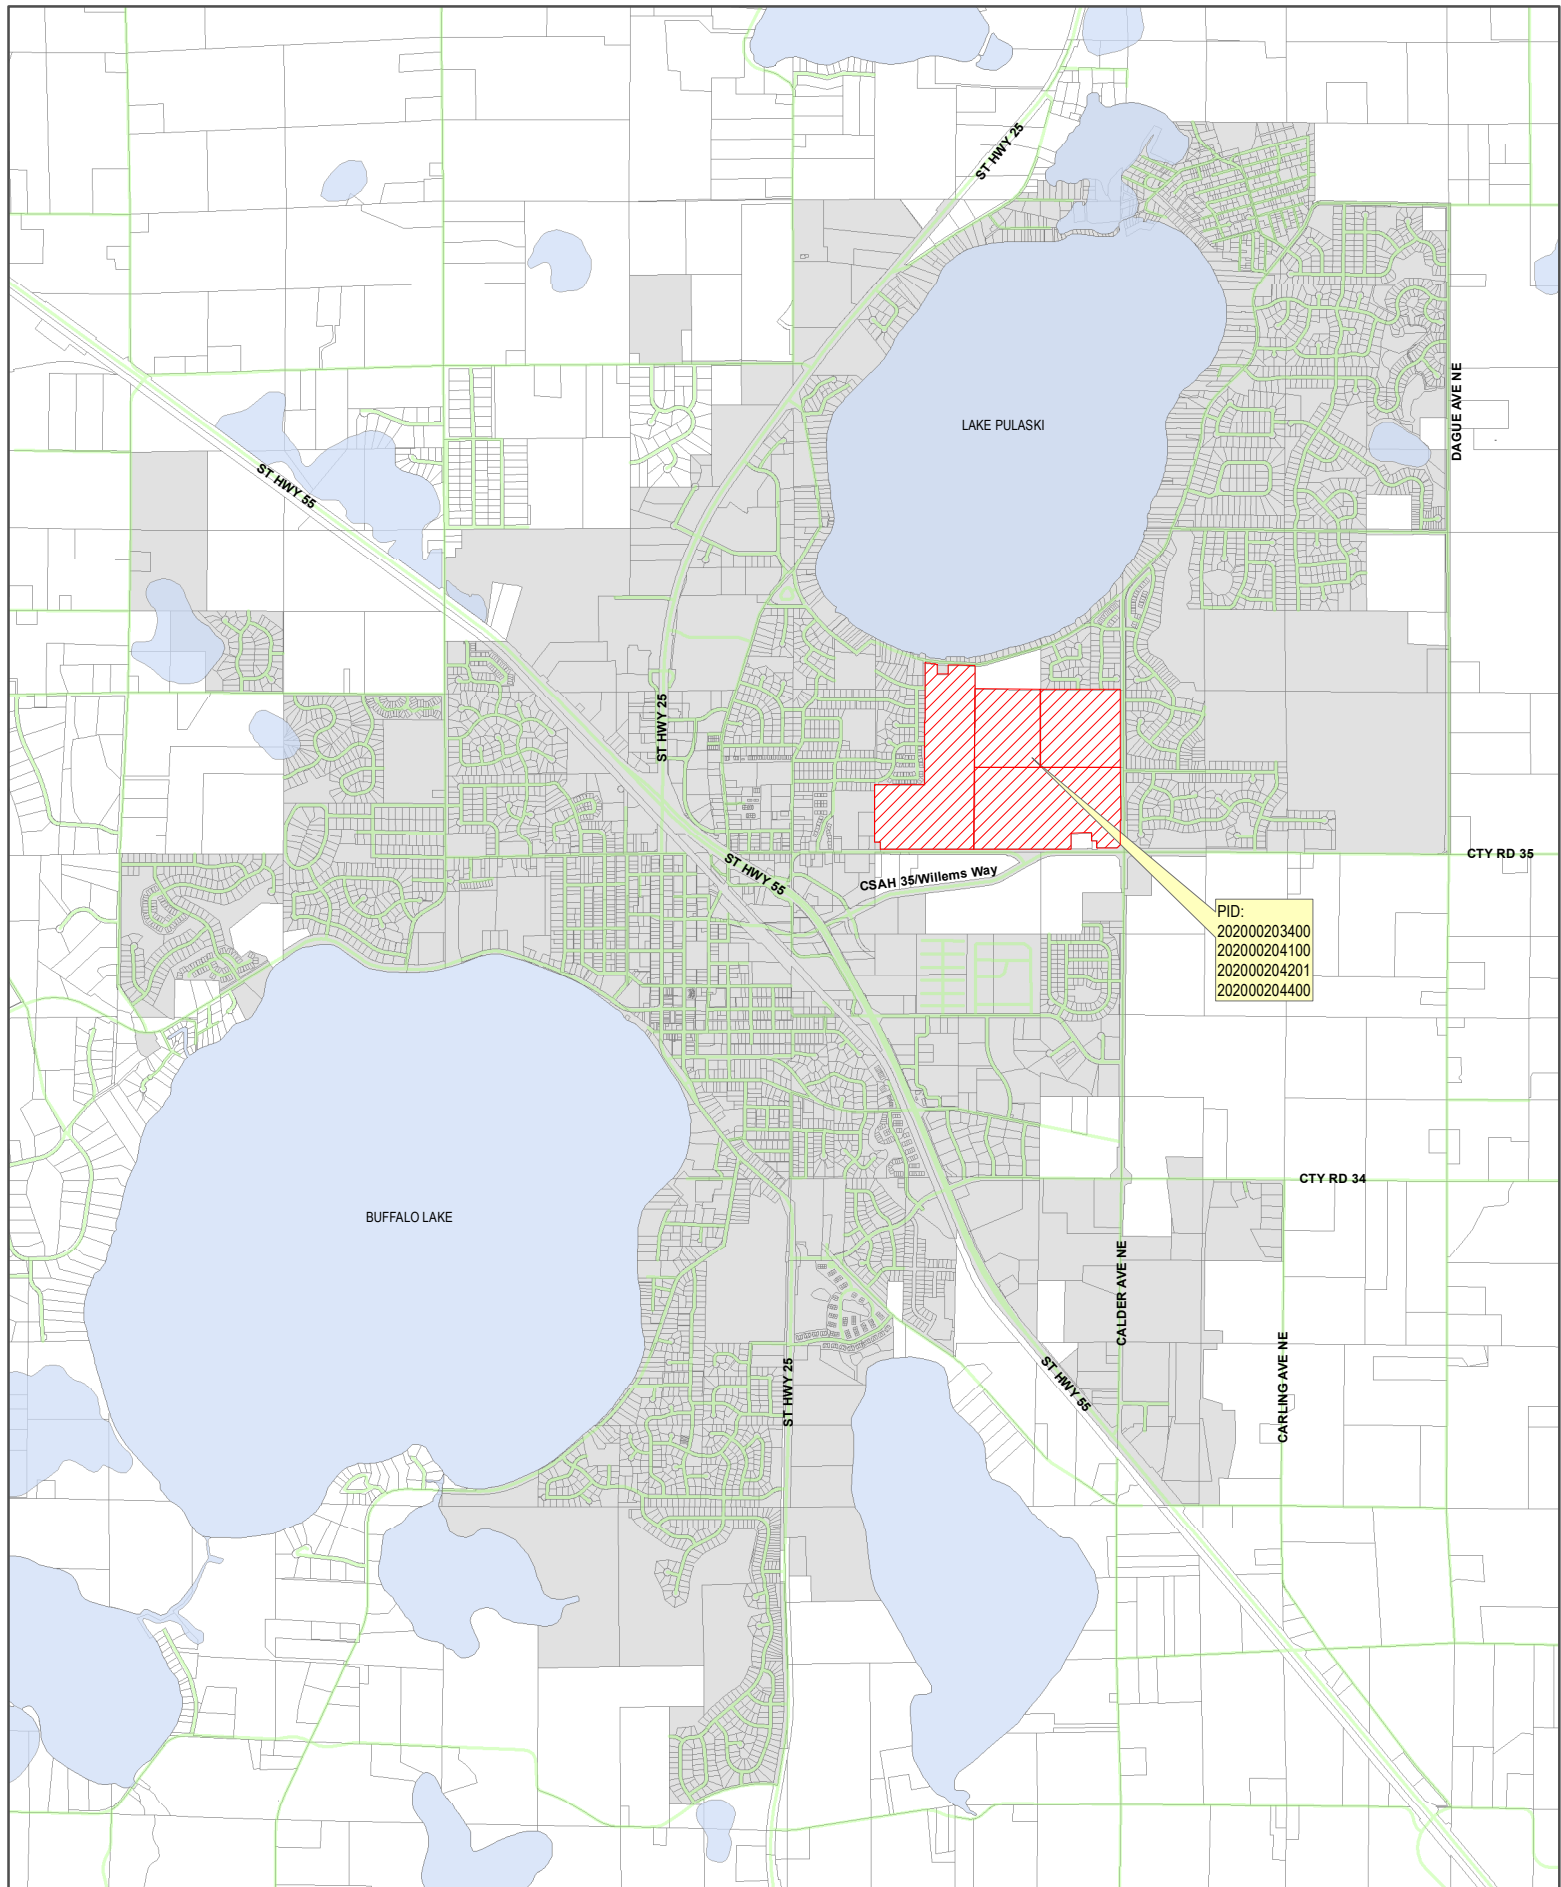 ST HWY 25
DAGUE AVE NE
LAKE PULASKI
ST HWY 55
ST HWY 25
CTY RD 35
ST HWY 55
CSAH 35/Willems Way
PID:
202000203400
202000204100
202000204201
202000204400
CTY RD 34
BUFFALO LAKE
CALDER AVE NE
CARLING AVE NE
ST HWY 25
ST HWY 55